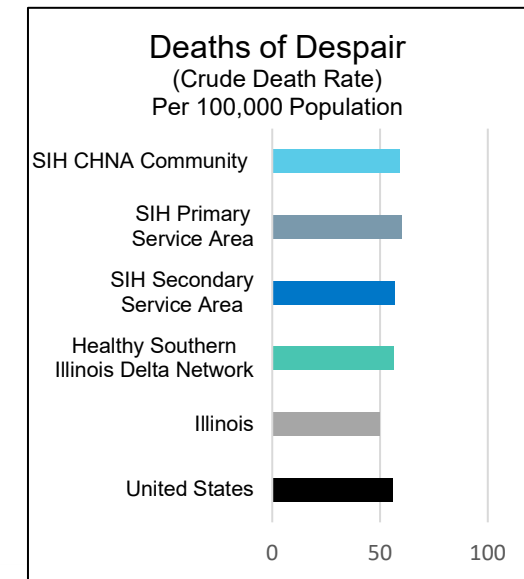 Deaths of Despair
(Crude Death Rate)
Per 100,000 Population
SIH CHNA Community
SIH Primary
Service Area
SIH Secondary
Service Area
Healthy Southern
Illinois Delta Network
Illinois
United States
0 50 100